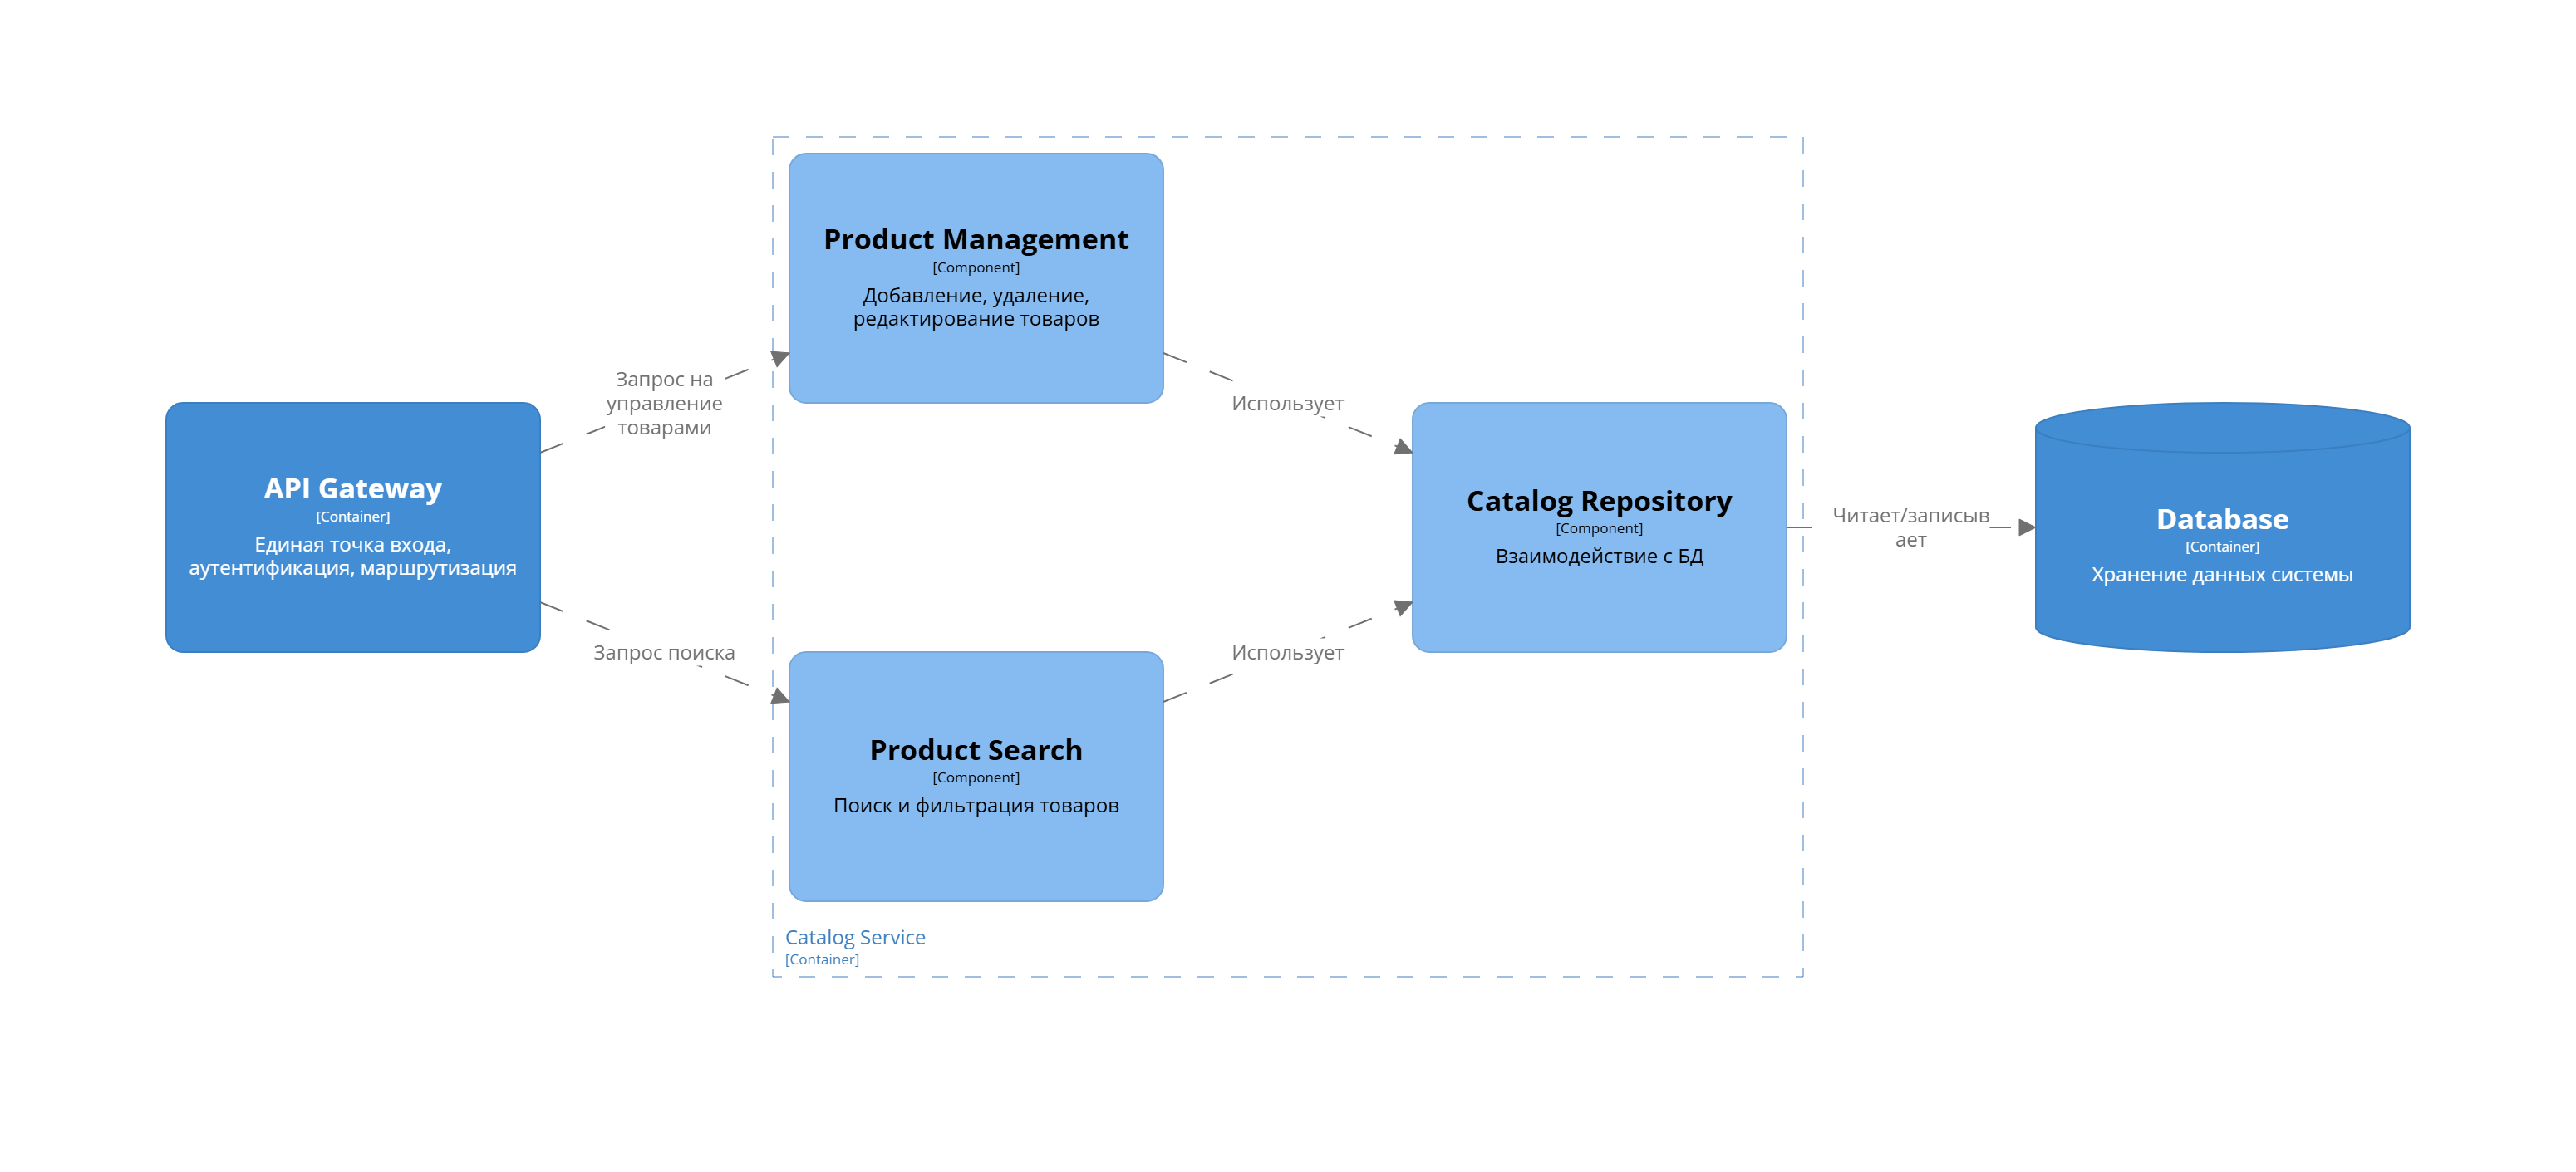 Product Management
[Component]
Добавление, удаление,
редактирование товаров
Запрос на
управление
товарами
Использует
API Gateway
[Container]
Единая точка входа,
аутентификация, маршрутизация
Catalog Repository
[Component]
Взаимодействие с БД
Читает/записыв
ает
Database
[Container]
Хранение данных системы
Запрос поиска
Использует
Product Search
[Component]
Поиск и фильтрация товаров
Catalog Service
[Container]